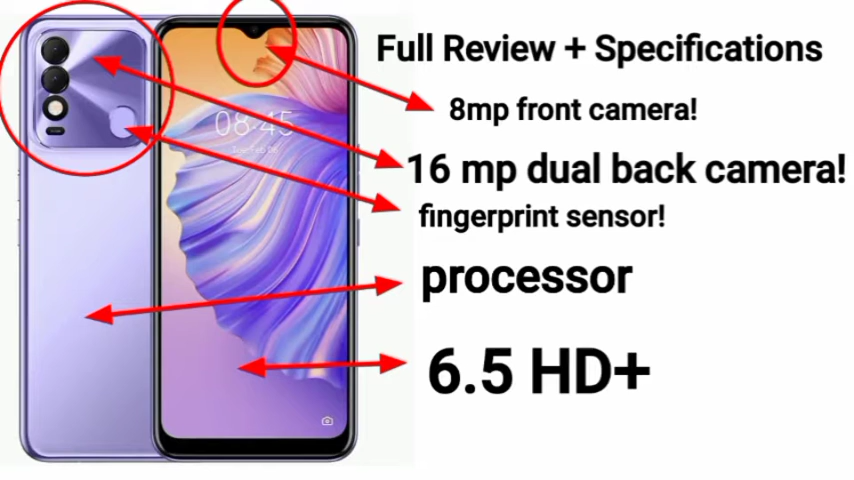 Full Review + Specifications
8mp front camera!
08:45
16 mp dual back camera!
fingerprint sensor!
processor
6.5 HD+